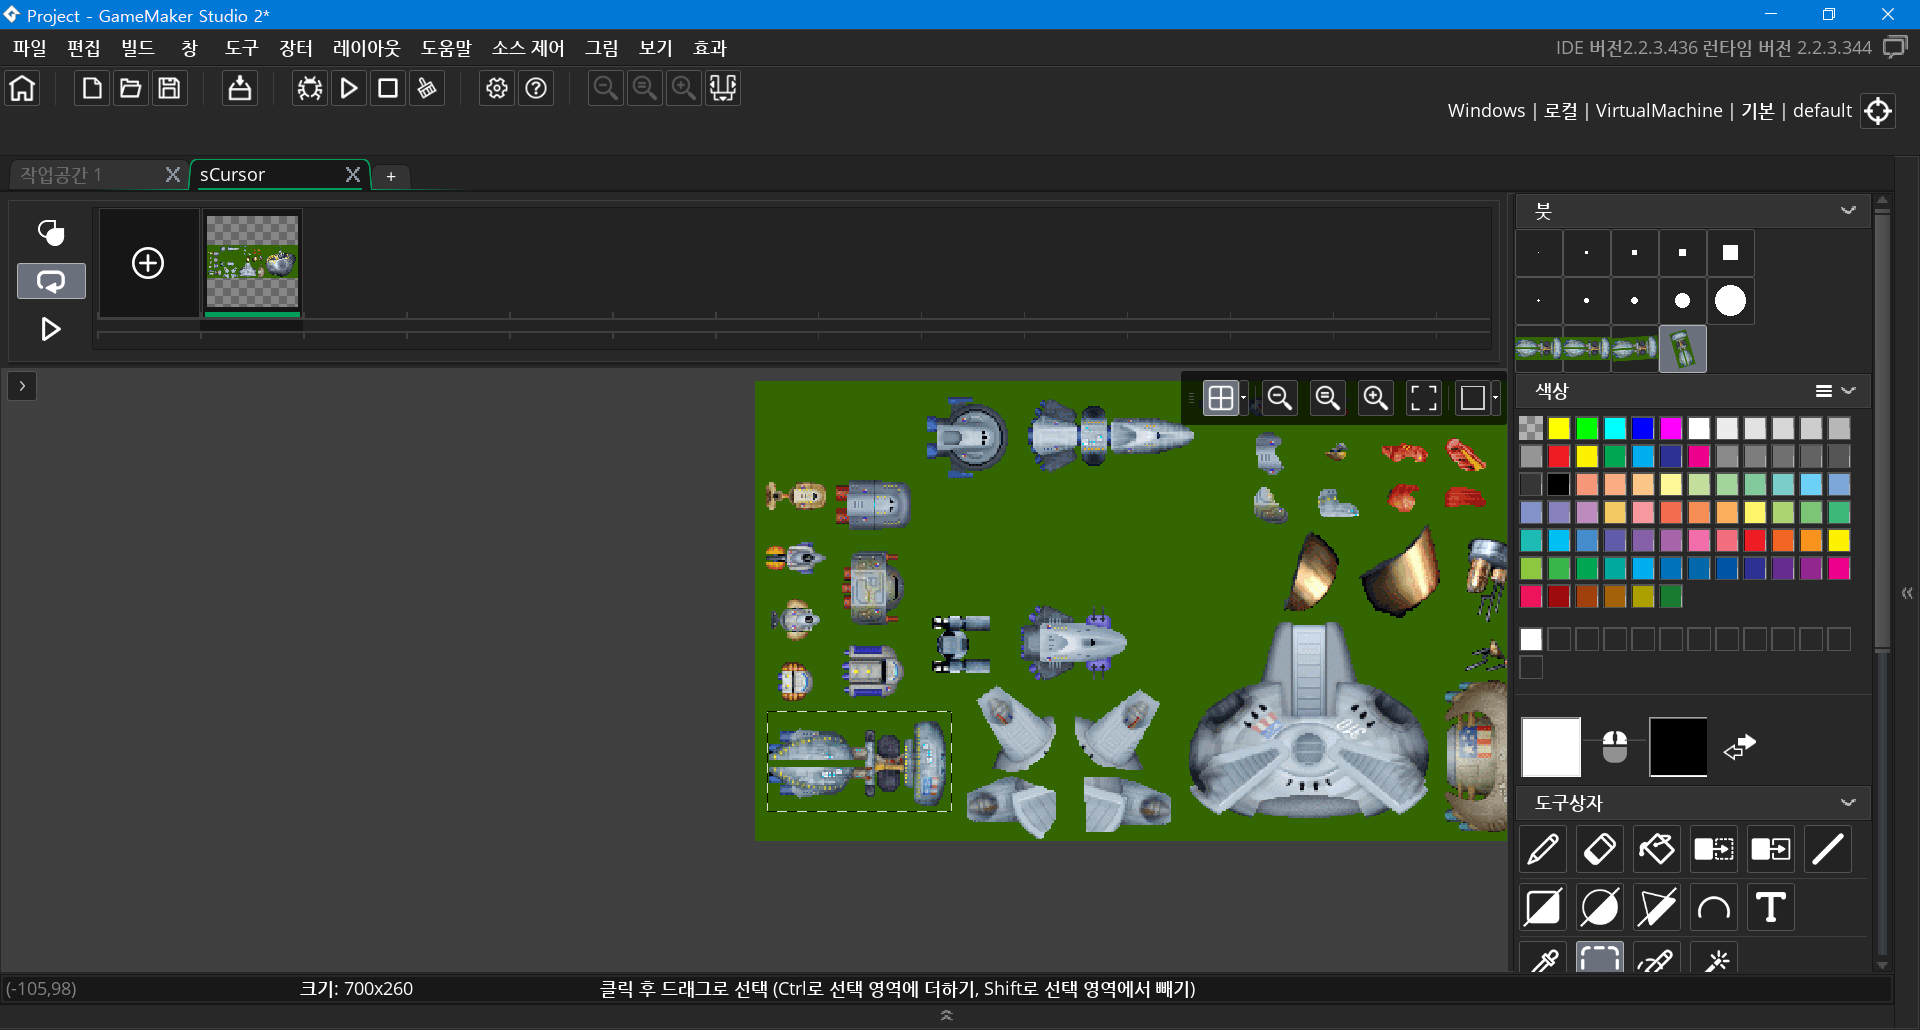 Project - GameMaker Studio 2*
파일 편집 빌드 창 도구 장터 레이아웃 도움말 소스 제어 그림 보기 효과
IDE 버전2.2.3.436 런타임 버전 2.2.3.344
Windows | 로컬 | VirtualMachine | 기본 | default
작업공간 1
sCursor
붓
색상
도구상자
(-105,98)
크기: 700x260
클릭 후 드래그로 선택 (Ctrl로 선택 영역에 더하기, Shift로 선택 영역에서 빼기)